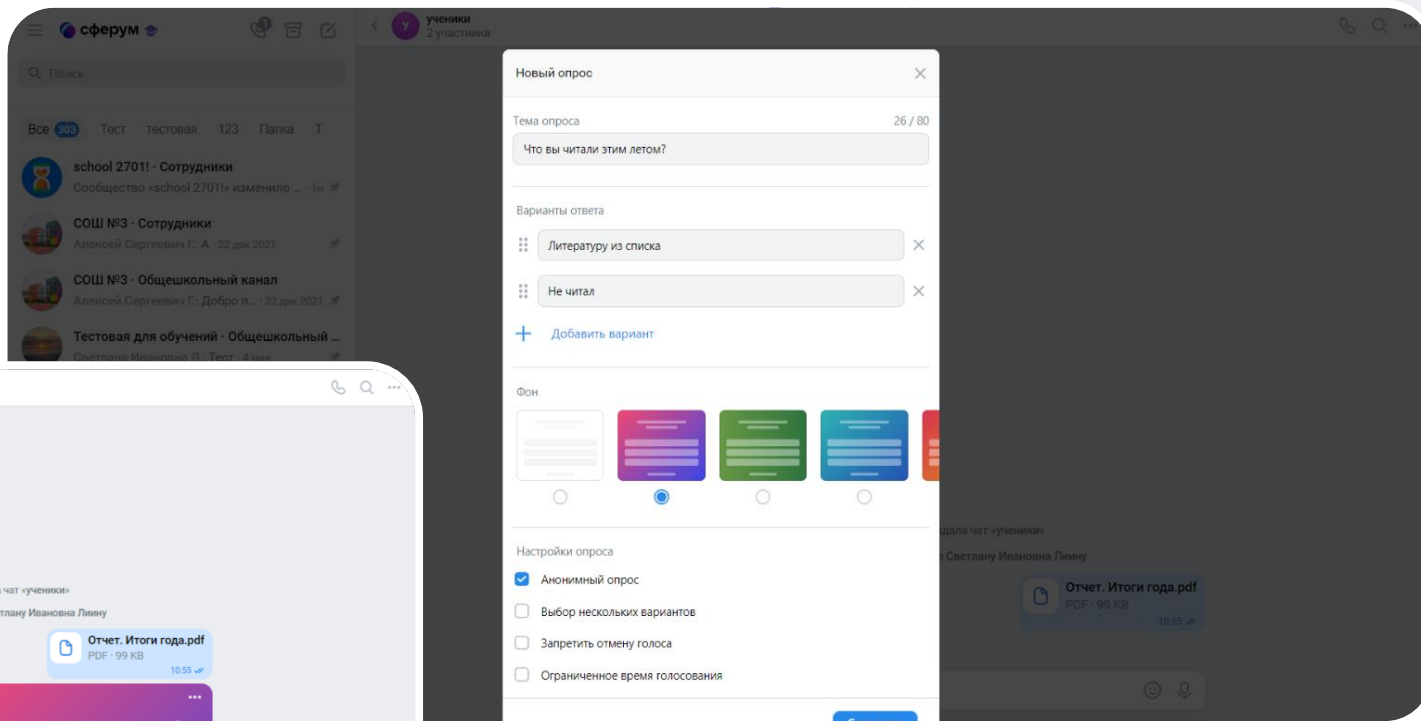 сферум
1
Поиск
Все 303 Тест тестовая 123 Папка Т
school 2701! · Сотрудники
Сообщество «school 2701!» изменило ... · 1н
СОШ №3 · Сотрудники
Алексей Сергеевич Г.: А · 22 дек 2021
СОШ №3 · Общешкольный канал
Алексей Сергеевич Г.: Добро п... · 22 дек 2021
Тестовая для обучений · Общешкольный ...
Светлана Ивановна Л.: Тест · 4 мин
У
ученики
2 участника
Новый опрос
Тема опроса 26 / 80
Что вы читали этим летом?
Варианты ответа
Литературу из списка
Не читал
Добавить вариант
Фон
Настройки опроса
Анонимный опрос
Выбор нескольких вариантов
Запретить отмену голоса
Ограниченное время голосования
дала чат «ученики»
Светлану Ивановна Линну
Отчет. Итоги года.pdf
PDF · 99 KB
10:55
чат «ученики»
тлану Ивановна Линну
Отчет. Итоги года.pdf
PDF · 99 KB
10:55